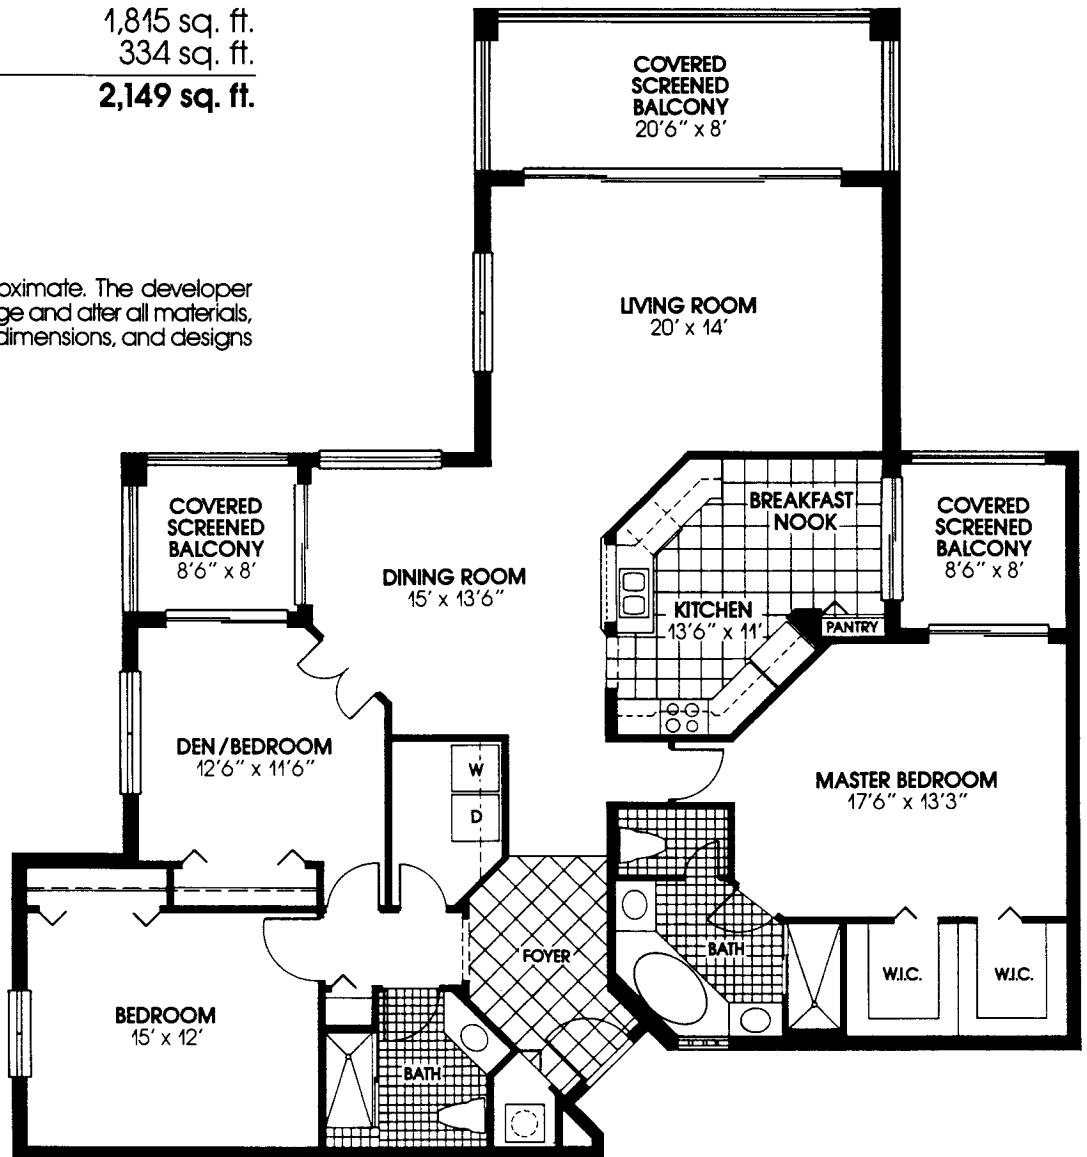 1,815 sq. ft.
334 sq. ft.
2,149 sq. ft.
COVERED
SCREENED
BALCONY
20'6" x 8'
The developer
and alter all materials,
dimensions, and designs
LIVING ROOM
20' x 14'
COVERED
SCREENED
BALCONY
8'6" x 8'
BREAKFAST
NOOK
COVERED
SCREENED
BALCONY
8'6" x 8'
DINING ROOM
15' x 13'6"
KITCHEN
13'6" x 11'
PANTRY
DEN/BEDROOM
12'6" x 11'6"
W
D
MASTER BEDROOM
17'6" x 13'3"
FOYER
BATH
W.I.C.
W.I.C.
BEDROOM
15' x 12'
BATH